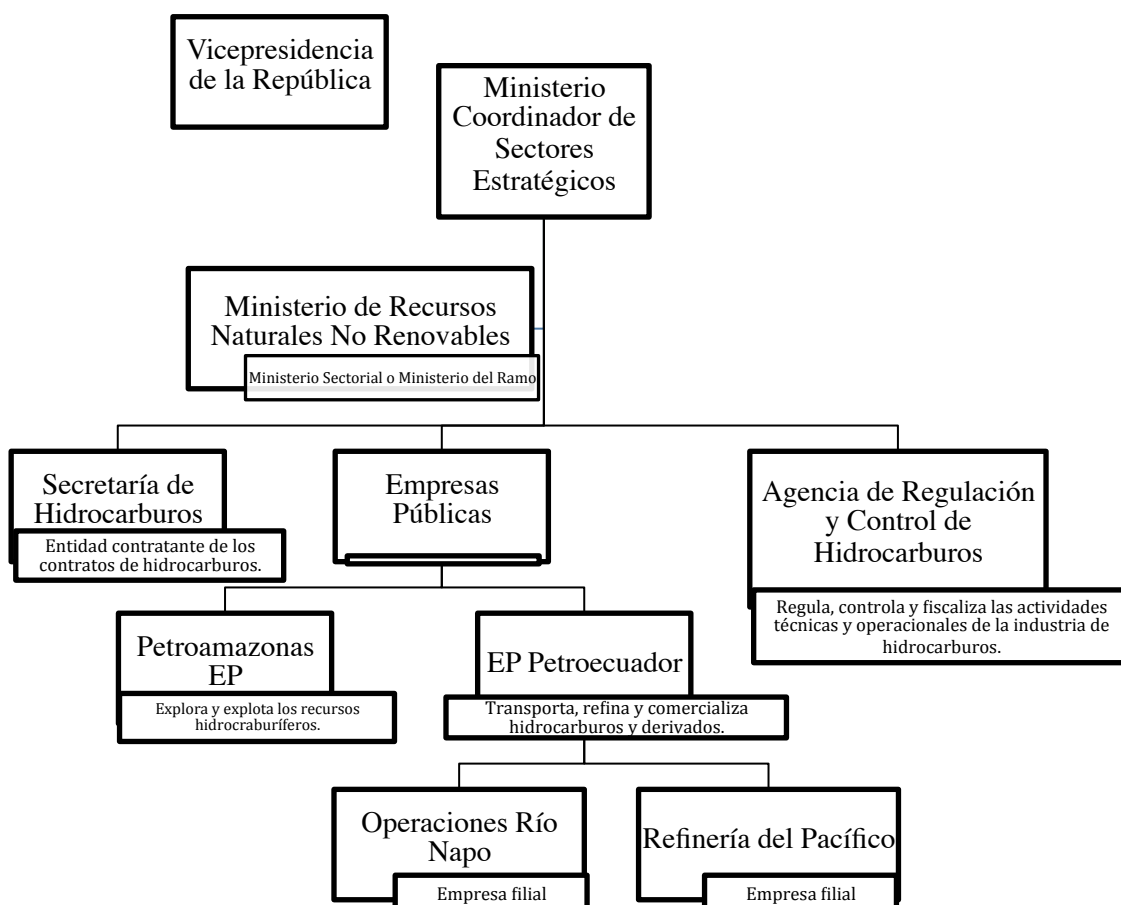 Vicepresidencia
de la República
Ministerio
Coordinador de
Sectores
Estratégicos
Ministerio de Recursos
Naturales No Renovables
Ministerio Sectorial o Ministerio del Ramo
Secretaría de
Hidrocarburos
Entidad contratante de los
contratos de hidrocarburos.
Empresas
Públicas
Agencia de Regulación
y Control de
Hidrocarburos
Regula, controla y fiscaliza las actividades
técnicas y operacionales de la industria de
hidrocarburos.
Petroamazonas
EP
Explora y explota los recursos
hidrocraburíferos.
EP Petroecuador
Transporta, refina y comercializa
hidrocarburos y derivados.
Operaciones Río
Napo
Empresa filial
Refinería del Pacífico
Empresa filial